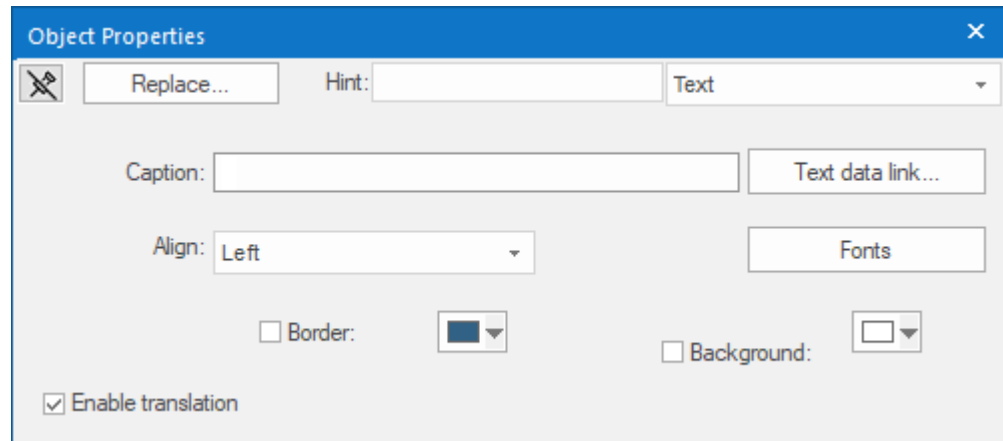 Object Properties
Replace... Hint: Text
Caption: Text data link...
Align: Left Fonts
Border: Background:
Enable translation